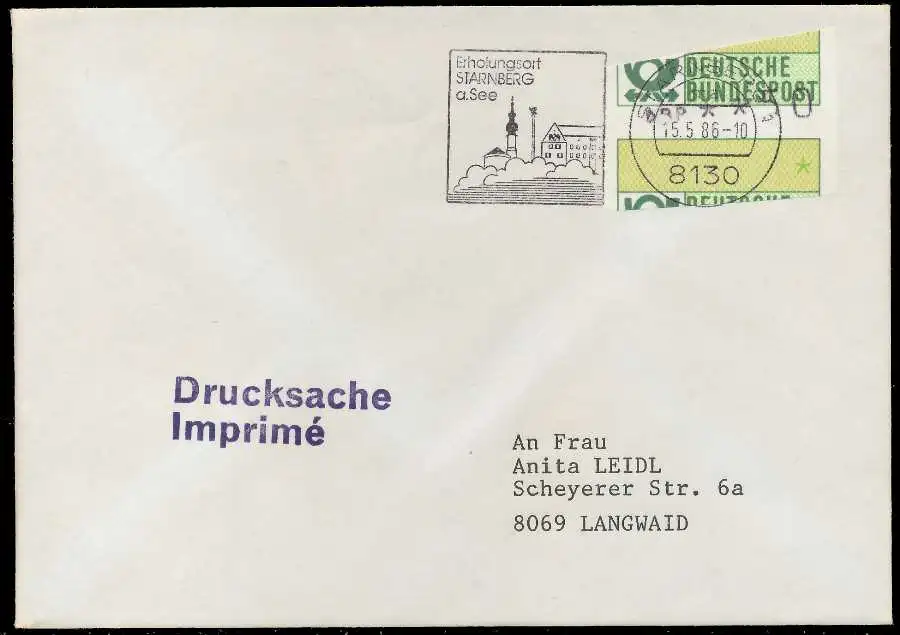 Erholungsort
STARNBERG
a.See
DEUTSCHE
BUNDESPOST
15.5.86-10
8130
DEUTSCHE
Drucksache
Imprimé
An Frau
Anita LEIDL
Scheyerer Str. 6a
8069 LANGWAID